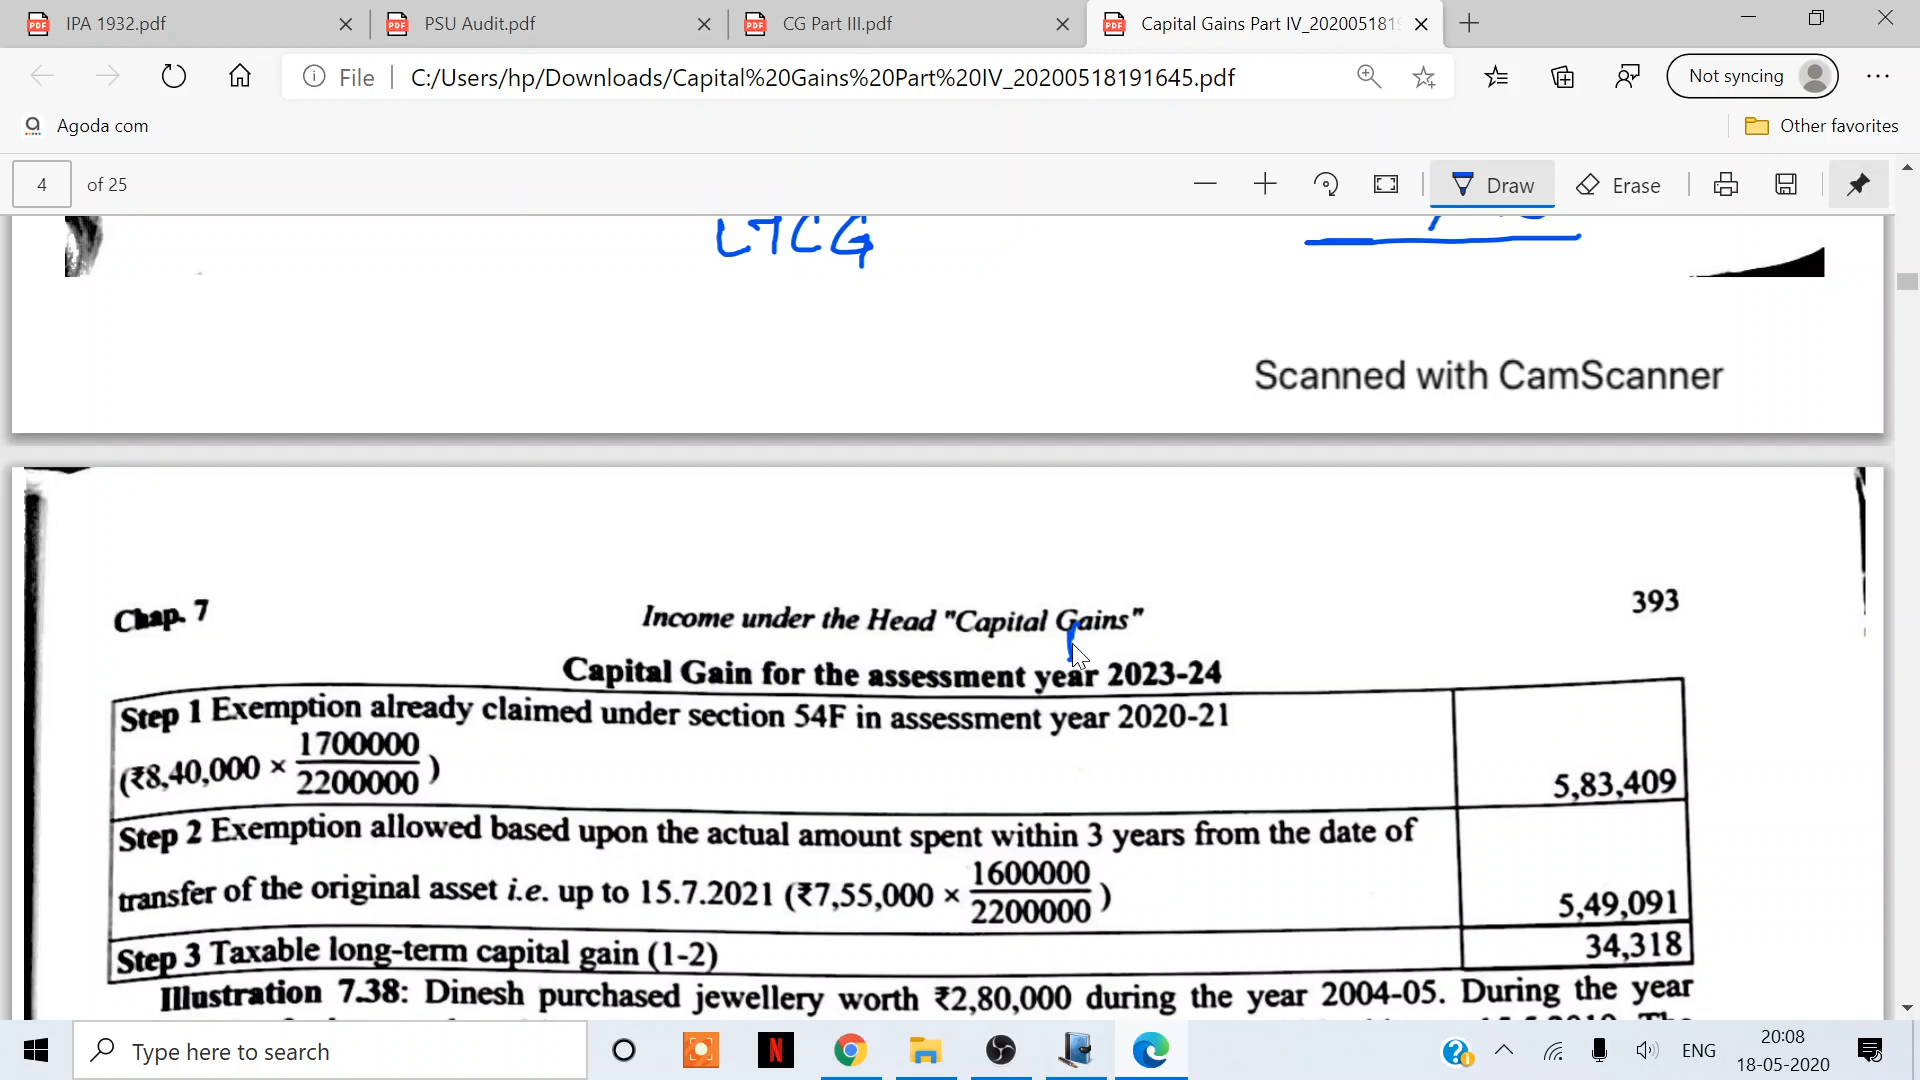 IPA 1932.pdf
PSU Audit.pdf
CG Part III.pdf
Capital Gains Part IV_202005181
File
C:/Users/hp/Downloads/Capital%20Gains%20Part%20IV_20200518191645.pdf
Not syncing
Agoda com
Other favorites
4 of 25
Draw
Erase
LTCG
Scanned with CamScanner
Chap. 7 Income under the Head "Capital Gains" 393
Capital Gain for the assessment year 2023-24
Step 1 Exemption already claimed under section 54F in assessment year 2020-21
(₹8,40,000 × 1700000/2200000) 5,83,409
Step 2 Exemption allowed based upon the actual amount spent within 3 years from the date of
transfer of the original asset i.e. up to 15.7.2021 (₹7,55,000 × 1600000/2200000) 5,49,091
Step 3 Taxable long-term capital gain (1-2) 34,318
Illustration 7.38: Dinesh purchased jewellery worth ₹2,80,000 during the year 2004-05. During the year
Type here to search
ENG
20:08
18-05-2020